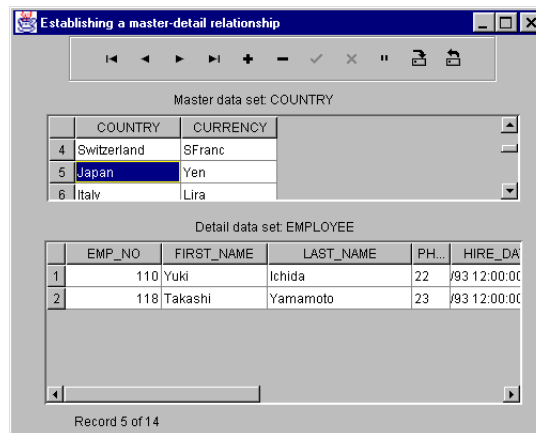 Establishing a master-detail relationship
Master data set: COUNTRY
COUNTRY CURRENCY
4 Switzerland SFranc
5 Japan Yen
6 Italy Lira
Detail data set: EMPLOYEE
EMP_NO FIRST_NAME LAST_NAME PH... HIRE_DA
1 110 Yuki Ichida 22 /93 12:00:00
2 118 Takashi Yamamoto 23 /93 12:00:00
Record 5 of 14